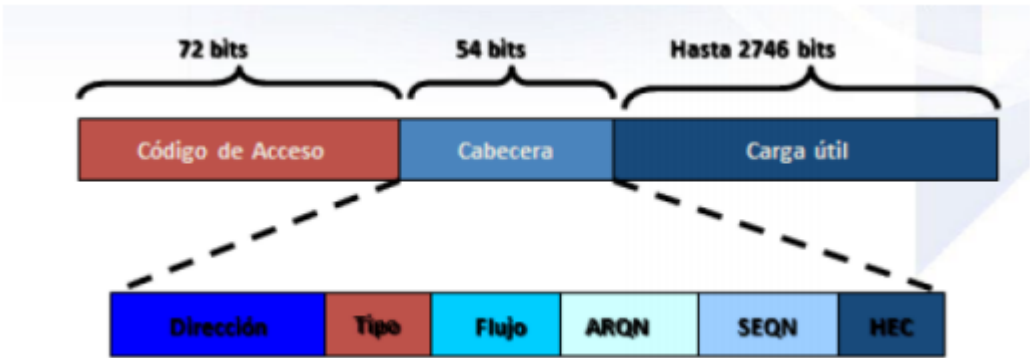 72 bits 54 bits Hasta 2746 bits
Código de Acceso Cabecera Carga útil
Dirección Tipo Flujo ARQN SEQN HEC